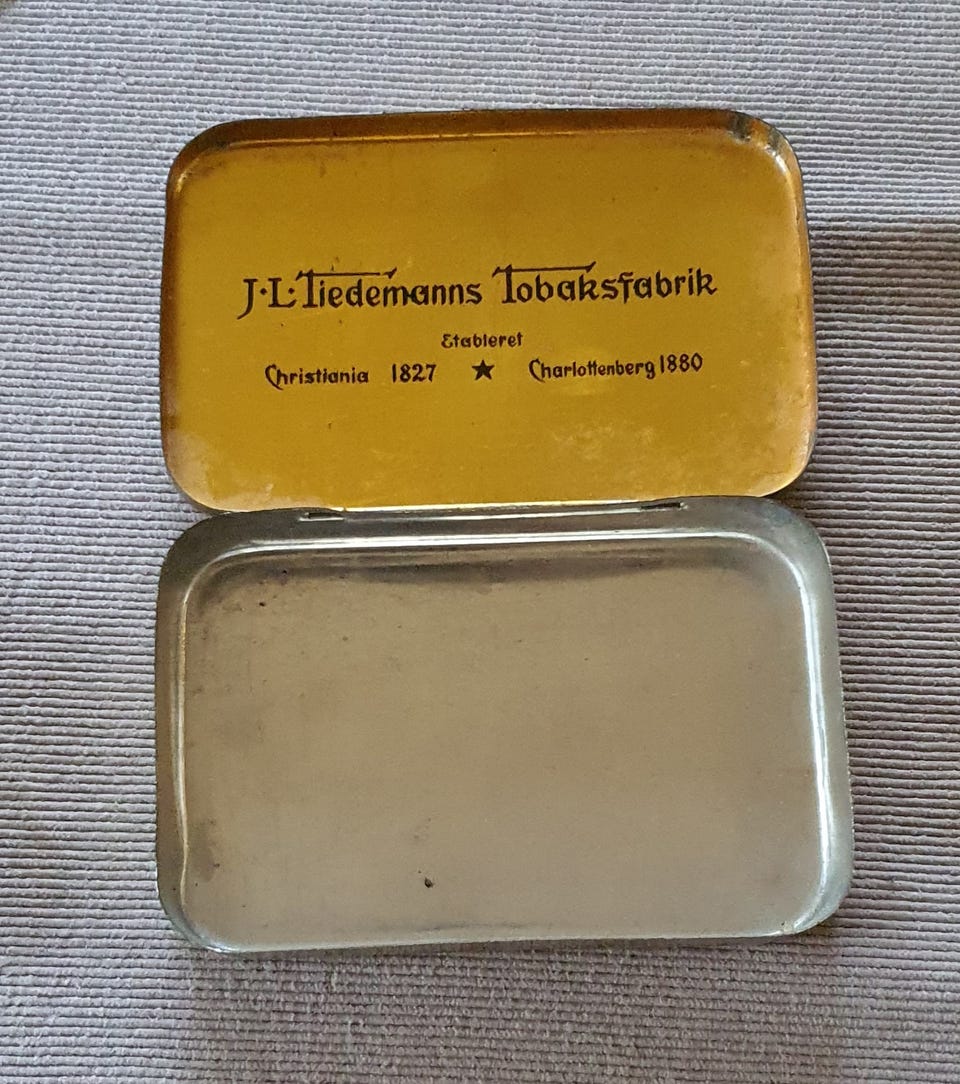 J·L·Tiedemanns Tobaksfabrik
Etableret
Christiania 1827 ★ Charlottenberg 1880